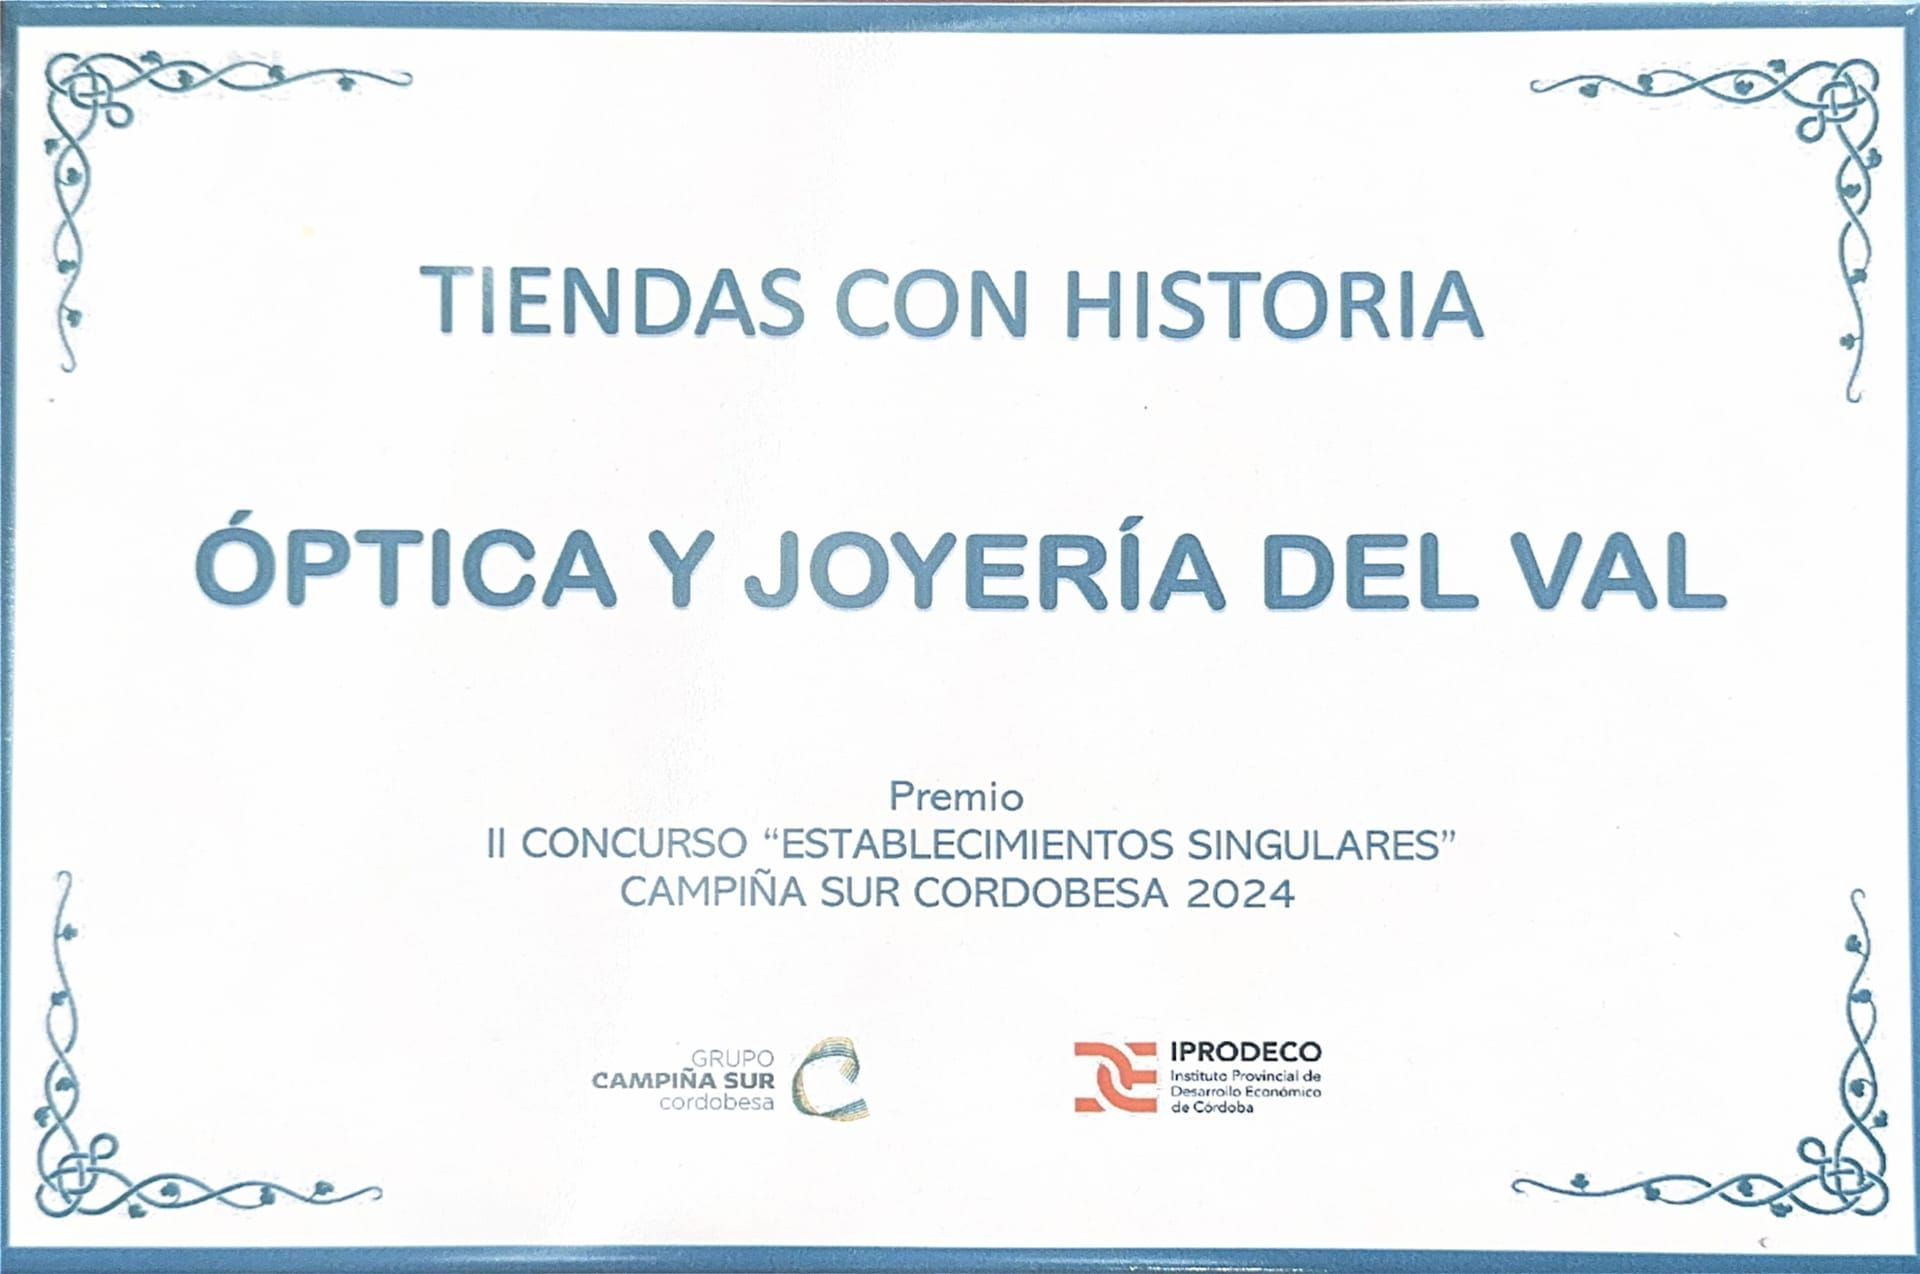 TIENDAS CON HISTORIA
ÓPTICA Y JOYERÍA DEL VAL
Premio
II CONCURSO “ESTABLECIMIENTOS SINGULARES”
CAMPIÑA SUR CORDOBESA 2024
GRUPO
CAMPIÑA SUR
cordobesa
IPRODECO
Instituto Provincial de
Desarrollo Económico
de Córdoba